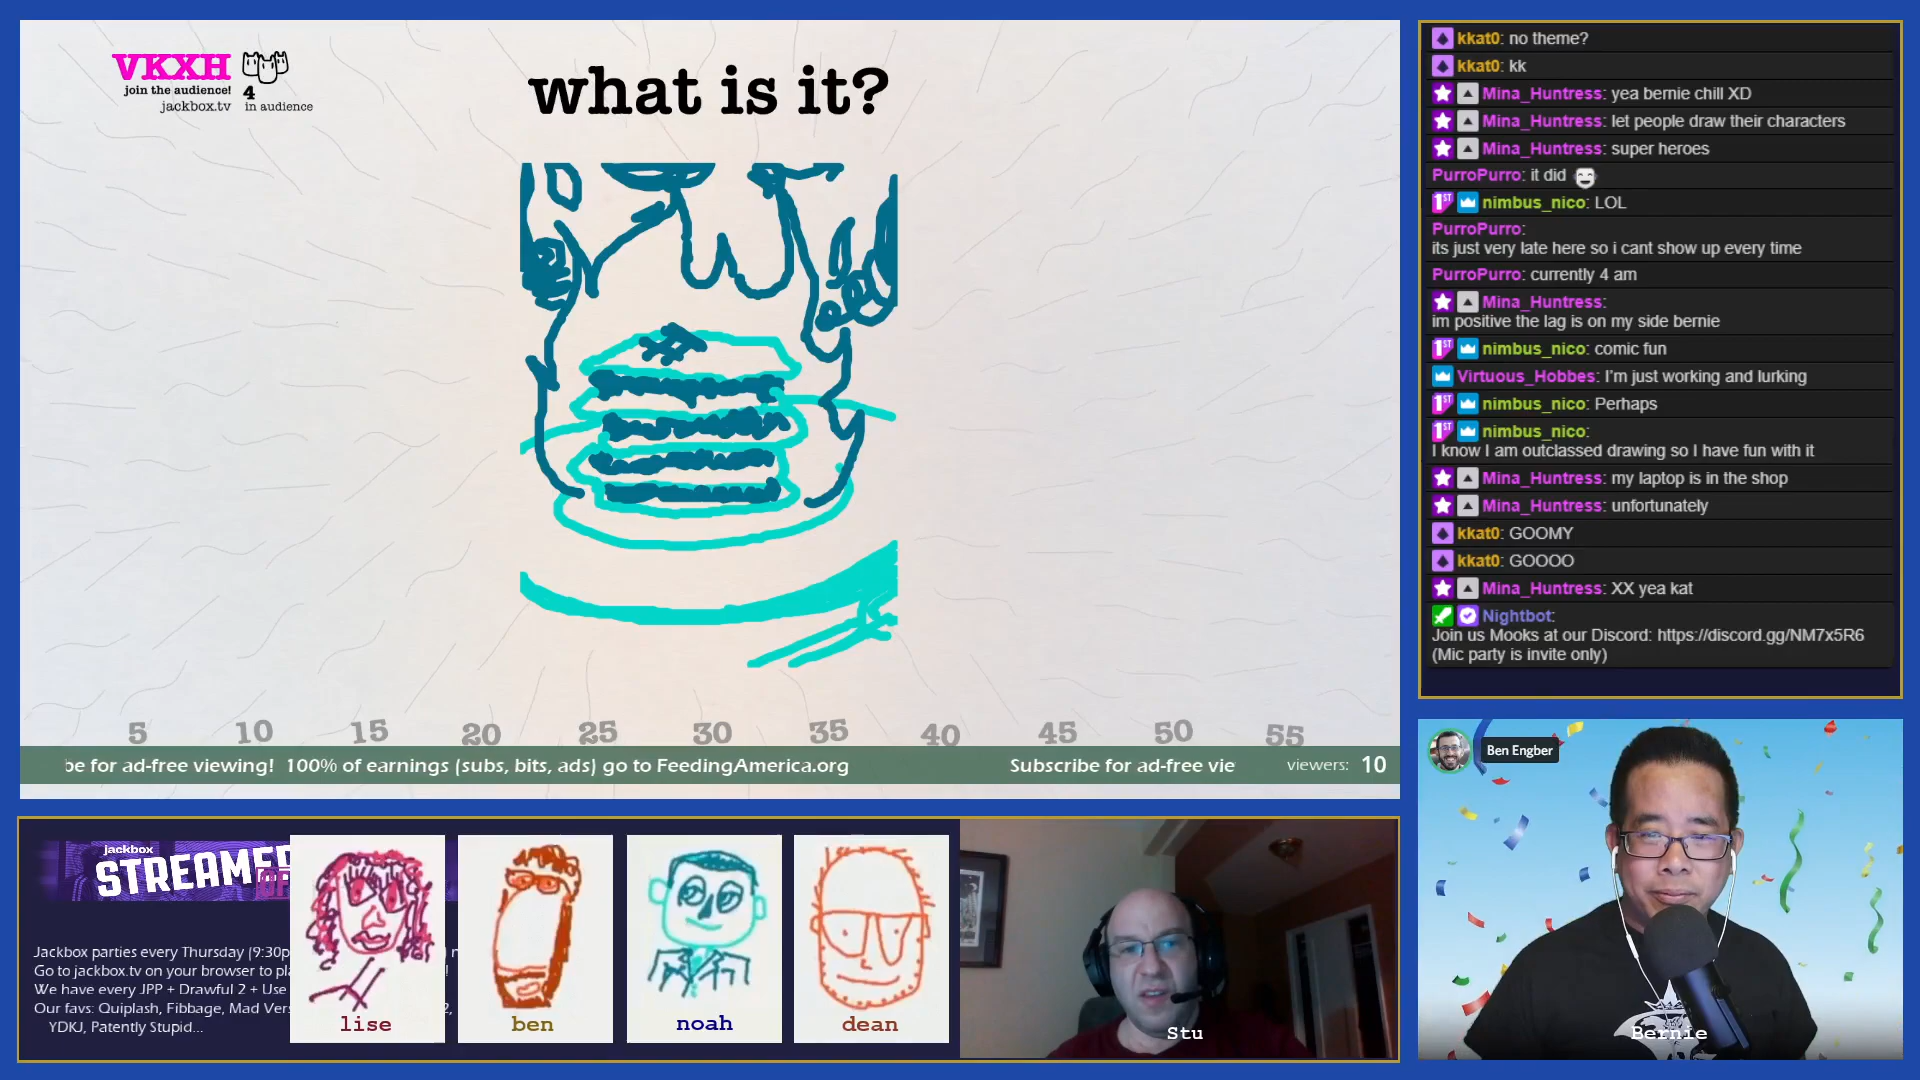 VKXH
join the audience!
jackbox.tv
4
in audience
what is it?
5 10 15 20 25 30 35 40 45 50 55
be for ad-free viewing! 100% of earnings (subs, bits, ads) go to FeedingAmerica.org
Subscribe for ad-free vie
viewers: 10
kkat0: no theme?
kkat0: kk
Mina_Huntress: yea bernie chill XD
Mina_Huntress: let people draw their characters
Mina_Huntress: super heroes
PurroPurro: it did
1ST nimbus_nico: LOL
PurroPurro:
its just very late here so i cant show up every time
PurroPurro: currently 4 am
Mina_Huntress:
im positive the lag is on my side bernie
1ST nimbus_nico: comic fun
Virtuous_Hobbes: I'm just working and lurking
1ST nimbus_nico: Perhaps
1ST nimbus_nico:
I know I am outclassed drawing so I have fun with it
Mina_Huntress: my laptop is in the shop
Mina_Huntress: unfortunately
kkat0: GOOMY
kkat0: GOOOO
Mina_Huntress: XX yea kat
Nightbot:
Join us Mooks at our Discord: https://discord.gg/NM7x5R6
(Mic party is invite only)
jackbox
STREAMED
Jackbox parties every Thursday (9:30p
Go to jackbox.tv on your browser to pla
We have every JPP + Drawful 2 + Use
Our favs: Quiplash, Fibbage, Mad Vers
YDKJ, Patently Stupid...
lise
ben
noah
dean
Stu
Ben Engber
Bernie